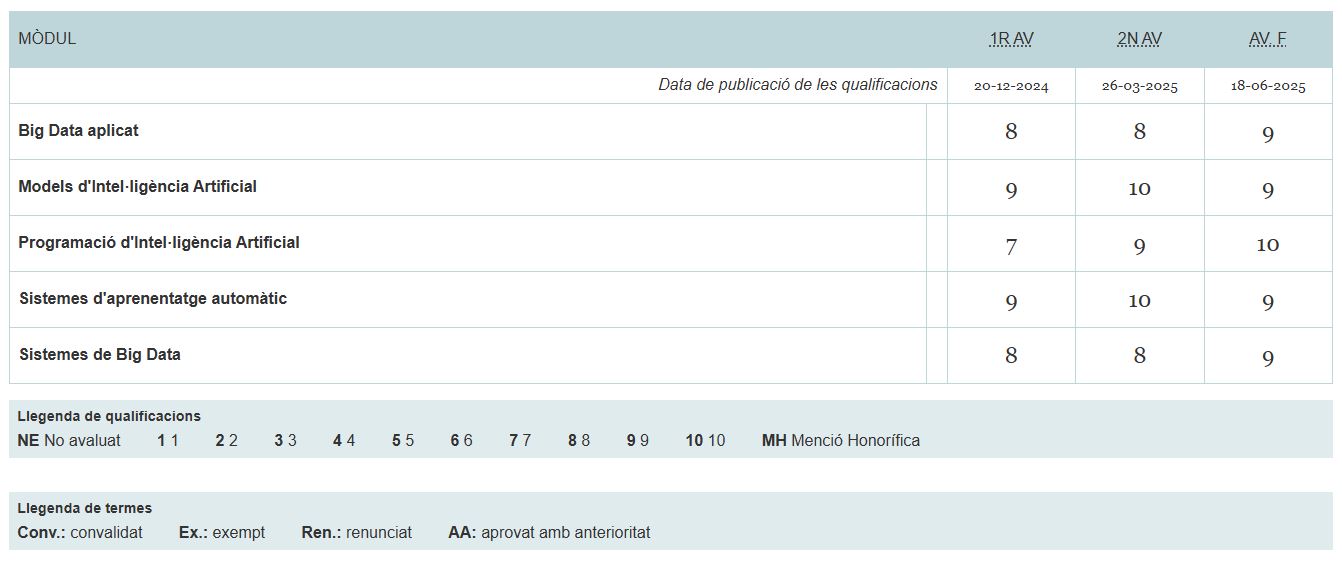 MÒDUL 1R AV 2N AV AV. F
Data de publicació de les qualificacions 20-12-2024 26-03-2025 18-06-2025
Big Data aplicat 8 8 9
Models d'Intel·ligència Artificial 9 10 9
Programació d'Intel·ligència Artificial 7 9 10
Sistemes d'aprenentatge automàtic 9 10 9
Sistemes de Big Data 8 8 9
Llegenda de qualificacions
NE No avaluat 1 1 2 2 3 3 4 4 5 5 6 6 7 7 8 8 9 9 10 10 MH Menció Honorífica
Llegenda de termes
Conv.: convalidat Ex.: exempt Ren.: renunciat AA: aprovat amb anterioritat